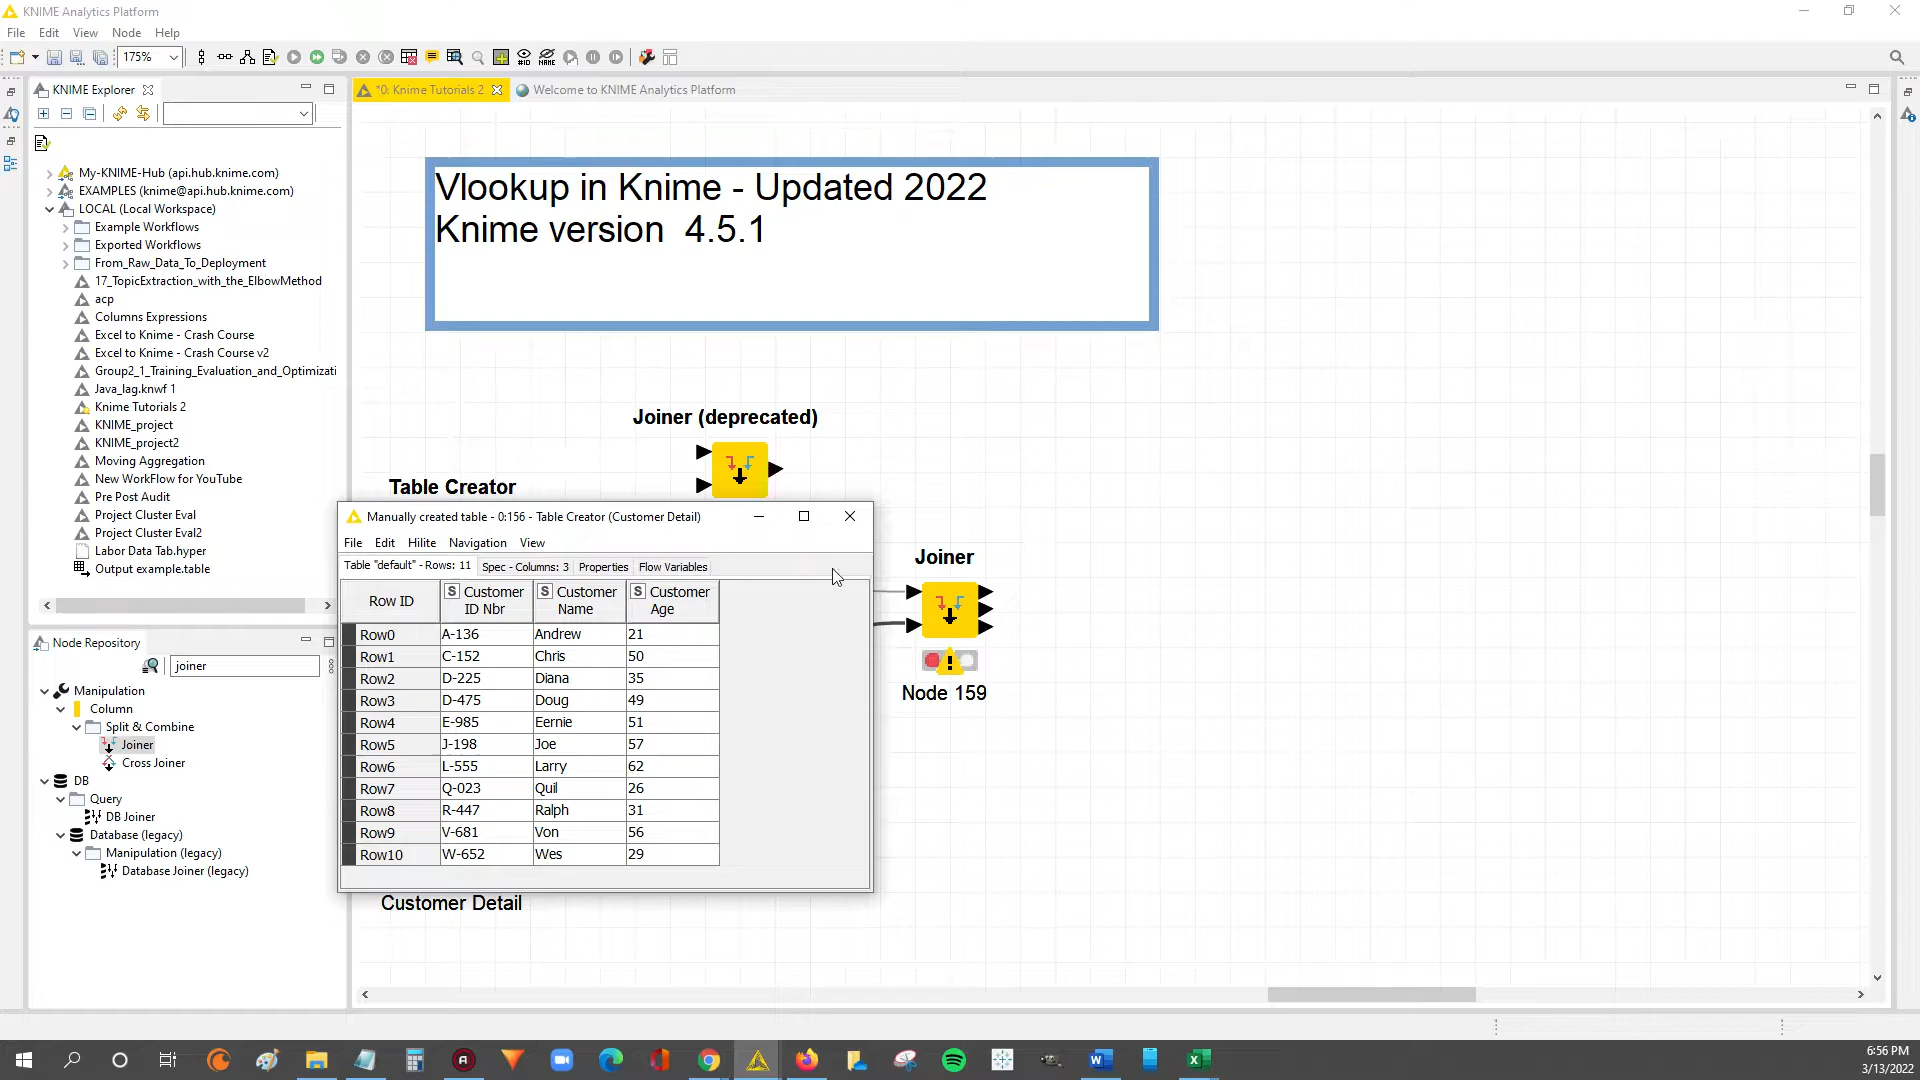 KNIME Analytics Platform
File Edit View Node Help
175%
KNIME Explorer
My-KNIME-Hub (api.hub.knime.com)
EXAMPLES (knime@api.hub.knime.com)
LOCAL (Local Workspace)
Example Workflows
Exported Workflows
From_Raw_Data_To_Deployment
17_TopicExtraction_with_the_ElbowMethod
acp
Columns Expressions
Excel to Knime - Crash Course
Excel to Knime - Crash Course v2
Group2_1_Training_Evaluation_and_Optimizati
Java_lag.knwf 1
Knime Tutorials 2
KNIME_project
KNIME_project2
Moving Aggregation
New WorkFlow for YouTube
Pre Post Audit
Project Cluster Eval
Project Cluster Eval2
Labor Data Tab.hyper
Output example.table
Node Repository
joiner
Manipulation
Column
Split & Combine
Joiner
Cross Joiner
DB
Query
DB Joiner
Database (legacy)
Manipulation (legacy)
Database Joiner (legacy)
*0: Knime Tutorials 2
Welcome to KNIME Analytics Platform
Vlookup in Knime - Updated 2022
Knime version 4.5.1
Joiner (deprecated)
Table Creator
Manually created table - 0:156 - Table Creator (Customer Detail)
File Edit Hilite Navigation View
Table "default" - Rows: 11 Spec - Columns: 3 Properties Flow Variables
Row ID S Customer ID Nbr S Customer Name S Customer Age
Row0 A-136 Andrew 21
Row1 C-152 Chris 50
Row2 D-225 Diana 35
Row3 D-475 Doug 49
Row4 E-985 Eernie 51
Row5 J-198 Joe 57
Row6 L-555 Larry 62
Row7 Q-023 Quil 26
Row8 R-447 Ralph 31
Row9 V-681 Von 56
Row10 W-652 Wes 29
Customer Detail
Joiner
Node 159
6:56 PM
3/13/2022